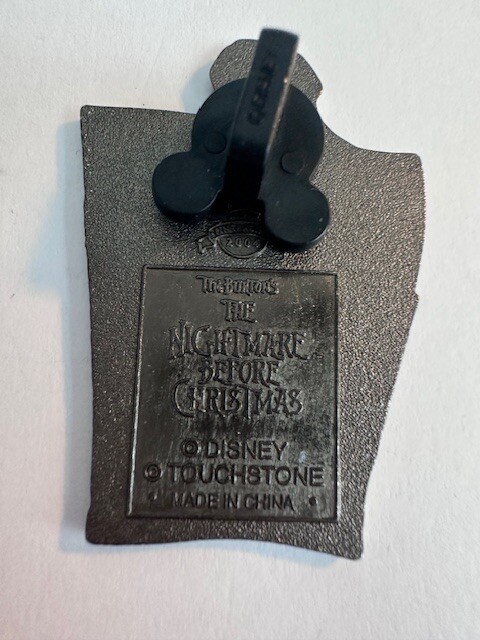 TIM BURTON'S
THE
NIGHTMARE
BEFORE
CHRISTMAS
© DISNEY
© TOUCHSTONE
• MADE IN CHINA •